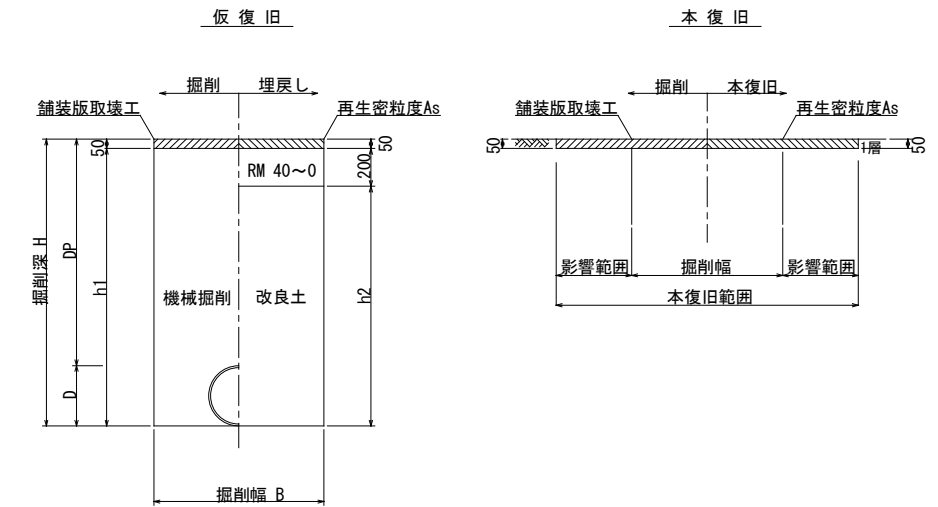 仮 復 旧
掘削 埋戻し
舗装版取壊工
再生密粒度As
50
50
RM 40～0
200
掘削深 H
DP
h1
機械掘削
改良土
h2
D
掘削幅 B
本 復 旧
掘削 本復旧
舗装版取壊工
再生密粒度As
50
1層
50
影響範囲
掘削幅
影響範囲
本復旧範囲